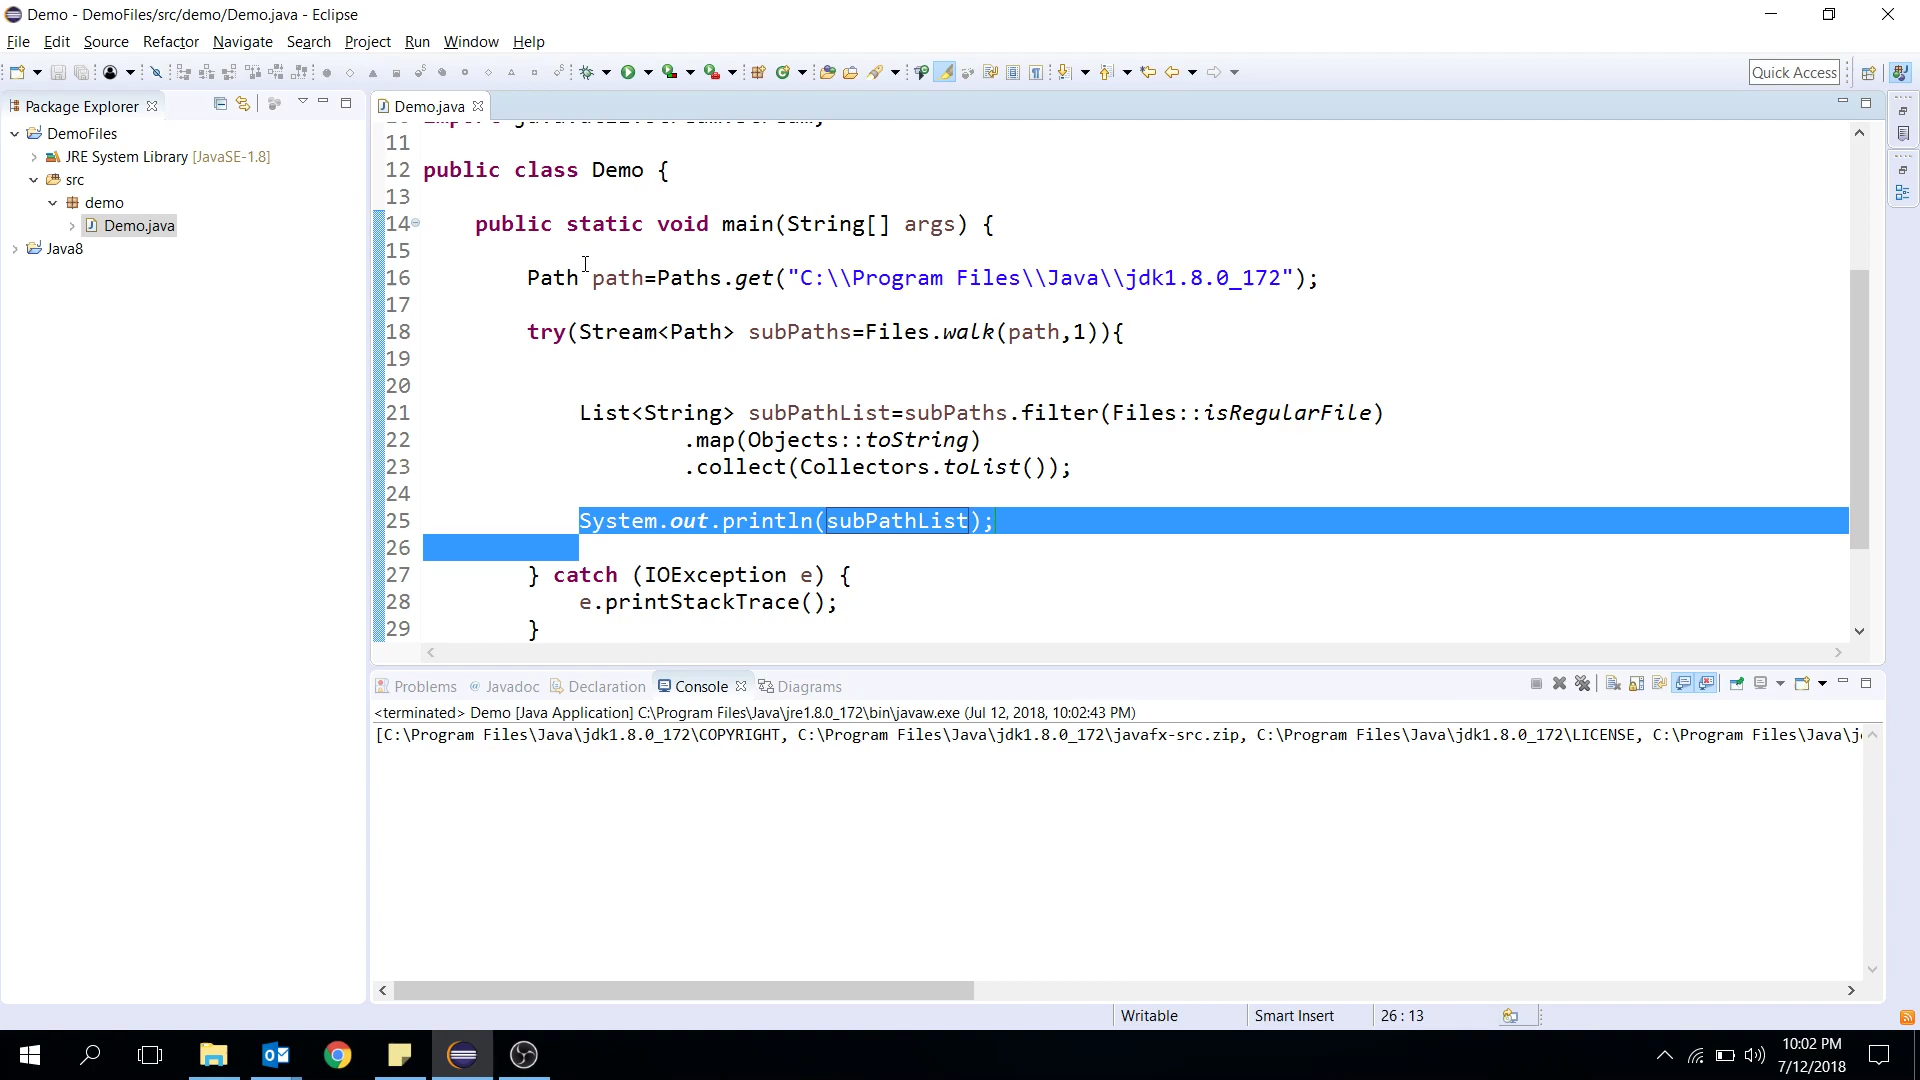 Demo - DemoFiles/src/demo/Demo.java - Eclipse
File Edit Source Refactor Navigate Search Project Run Window Help
Quick Access
Package Explorer
DemoFiles
JRE System Library [JavaSE-1.8]
src
demo
Demo.java
Java8
Demo.java
11
12 public class Demo {
13
14 public static void main(String[] args) {
15
16 Path path=Paths.get("C:\\Program Files\\Java\\jdk1.8.0_172");
17
18 try(Stream<Path> subPaths=Files.walk(path,1)){
19
20
21 List<String> subPathList=subPaths.filter(Files::isRegularFile)
22 .map(Objects::toString)
23 .collect(Collectors.toList());
24
25 System.out.println(subPathList);
26
27 } catch (IOException e) {
28 e.printStackTrace();
29 }
Problems Javadoc Declaration Console Diagrams
<terminated> Demo [Java Application] C:\Program Files\Java\jre1.8.0_172\bin\javaw.exe (Jul 12, 2018, 10:02:43 PM)
[C:\Program Files\Java\jdk1.8.0_172\COPYRIGHT, C:\Program Files\Java\jdk1.8.0_172\javafx-src.zip, C:\Program Files\Java\jdk1.8.0_172\LICENSE, C:\Program Files\Java\j
Writable Smart Insert 26 : 13
10:02 PM
7/12/2018